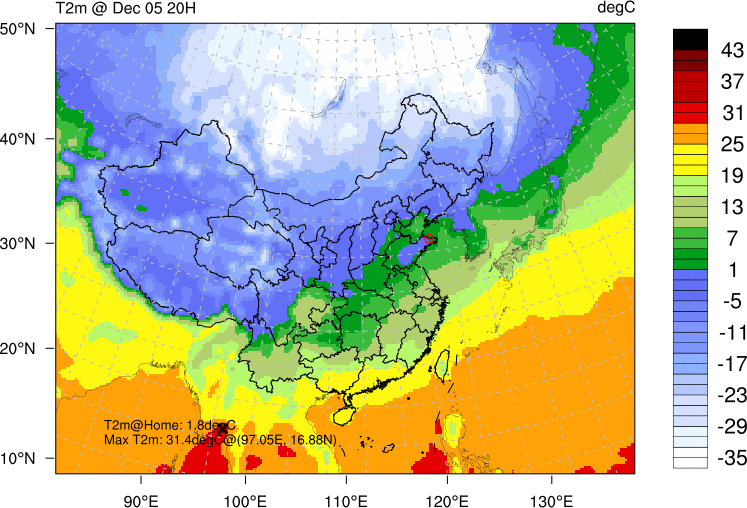 T2m @ Dec 05 20H
degC
50°N
40°N
30°N
20°N
10°N
90°E
100°E
110°E
120°E
130°E
T2m@Home: 1.8degC
Max T2m: 31.4degC@(97.05E, 16.88N)
43
37
31
25
19
13
7
1
-5
-11
-17
-23
-29
-35